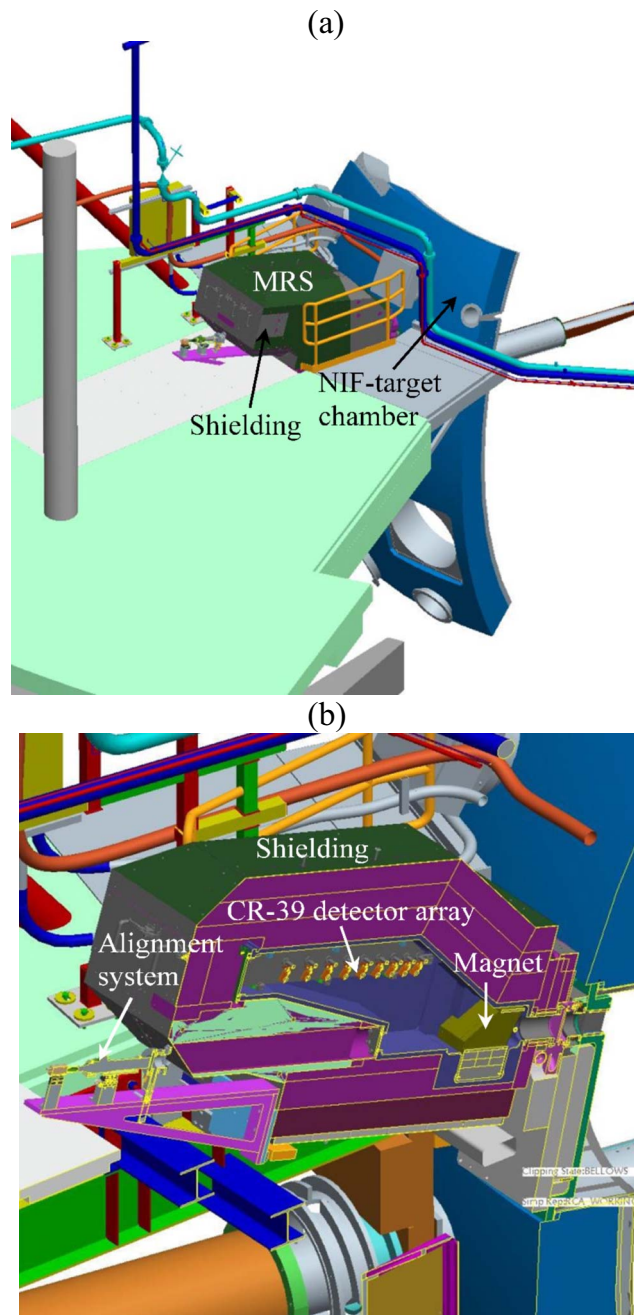 (a)
MRS
NIF-target
chamber
Shielding
(b)
Shielding
CR-39 detector array
Alignment
system
Magnet
Clipping State:BELLOWS